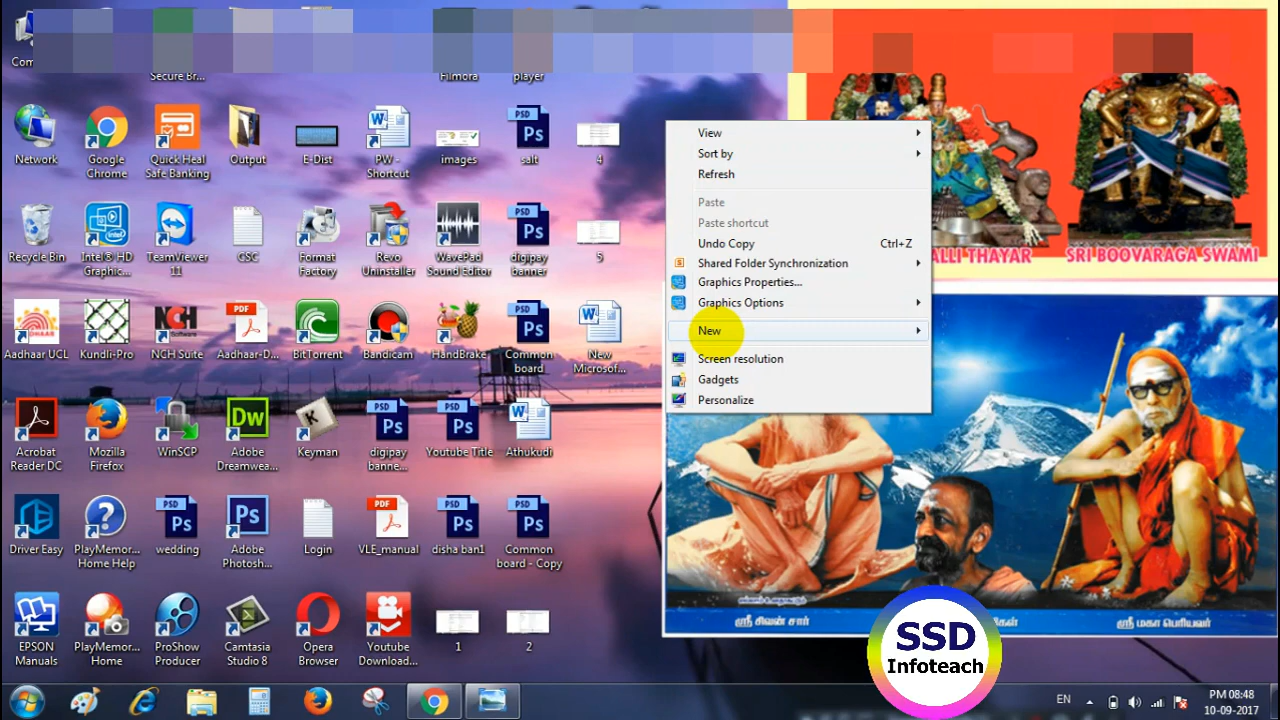 Secure Br...
Filmora
player
Network
Google
Chrome
Quick Heal
Safe Banking
Output
E-Dist
PW -
Shortcut
images
salt
4
Recycle Bin
Intel® HD
Graphic...
TeamViewer
11
CSC
Format
Factory
Revo
Uninstaller
WavePad
Sound Editor
digipay
banner
5
Aadhaar UCL
Kundli-Pro
NCH Suite
Aadhaar-D...
BitTorrent
Bandicam
HandBrake
Common
board
New
Microsof...
Acrobat
Reader DC
Mozilla
Firefox
WinSCP
Adobe
Dreamwea...
Keyman
digipay
banne...
Youtube Title
Athukudi
Driver Easy
PlayMemor...
Home Help
wedding
Adobe
Photosh...
Login
VLE_manual
disha ban1
Common
board - Copy
EPSON
Manuals
PlayMemor...
Home
ProShow
Producer
Camtasia
Studio 8
Opera
Browser
Youtube
Download...
1
2
View
Sort by
Refresh
Paste
Paste shortcut
Undo Copy Ctrl+Z
Shared Folder Synchronization
Graphics Properties...
Graphics Options
New
Screen resolution
Gadgets
Personalize
ALLI THAYAR
SRI BOOVARAGA SWAMI
ஸ்ரீ சிவன் சார்
ஸ்ரீ மகா பெரியவர்
SSD
Infoteach
EN
PM 08:48
10-09-2017